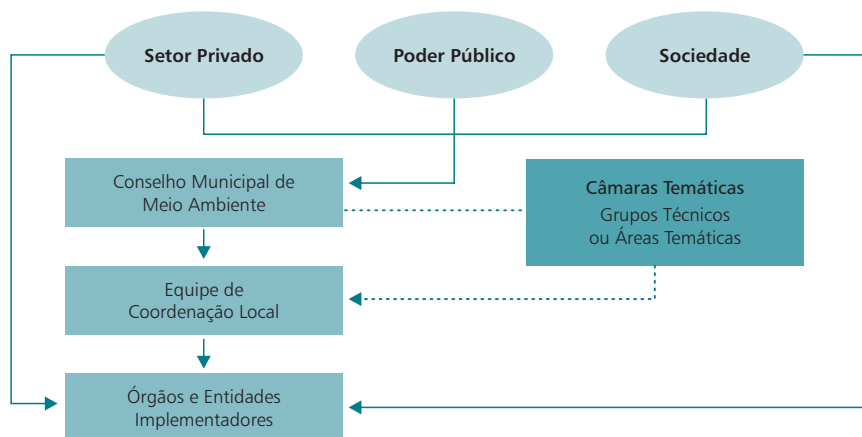 Setor Privado
Poder Público
Sociedade
Conselho Municipal de
Meio Ambiente
Câmaras Temáticas
Grupos Técnicos
ou Áreas Temáticas
Equipe de
Coordenação Local
Órgãos e Entidades
Implementadores